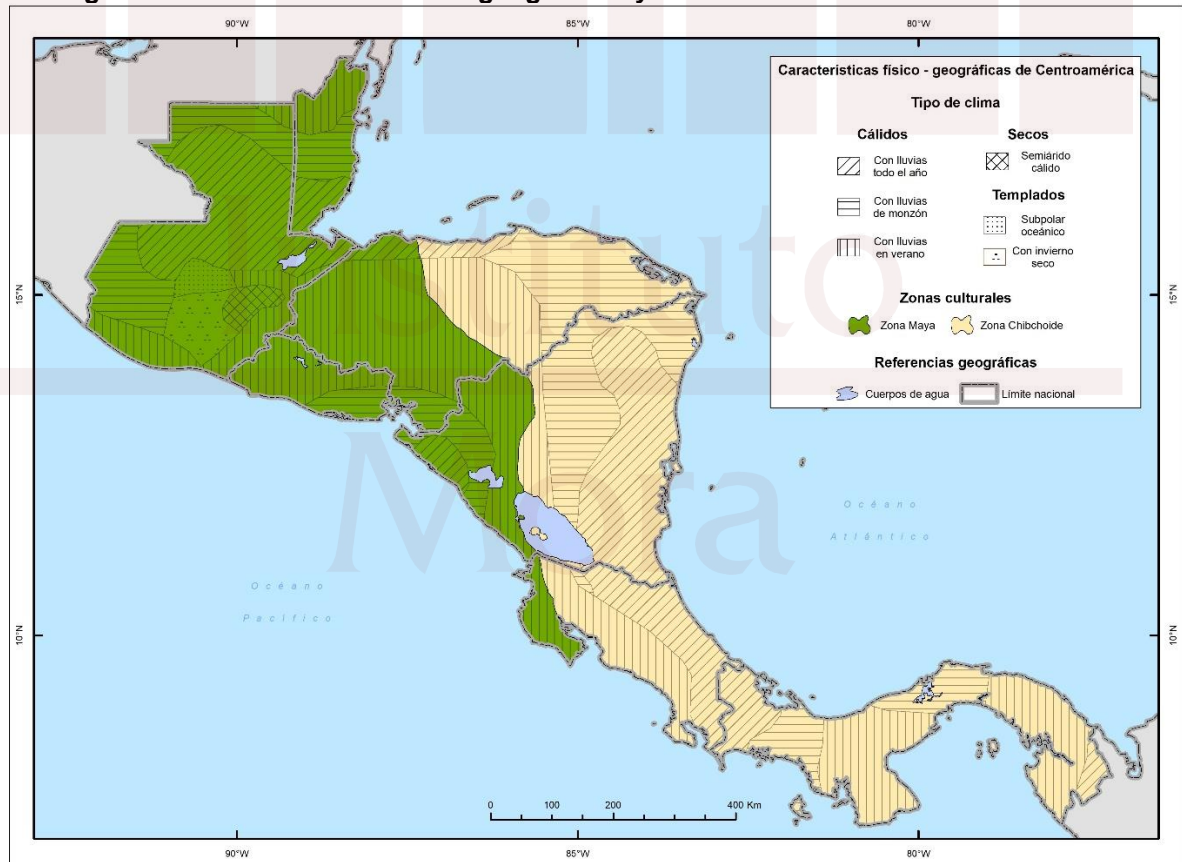 90°W
85°W
80°W
Caracteristicas físico - geográficas de Centroamérica
Tipo de clima
Cálidos
Secos
Con lluvias
todo el año
Semiárido
cálido
Con lluvias
de monzón
Templados
Subpolar
oceánico
Con lluvias
en verano
Con invierno
seco
Zonas culturales
Zona Maya
Zona Chibchoide
Referencias geográficas
Cuerpos de agua
Límite nacional
15°N
15°N
Instituto
Mora
Océano
Atlántico
Océano
Pacífico
10°N
10°N
0
100
200
400 Km
90°W
85°W
80°W